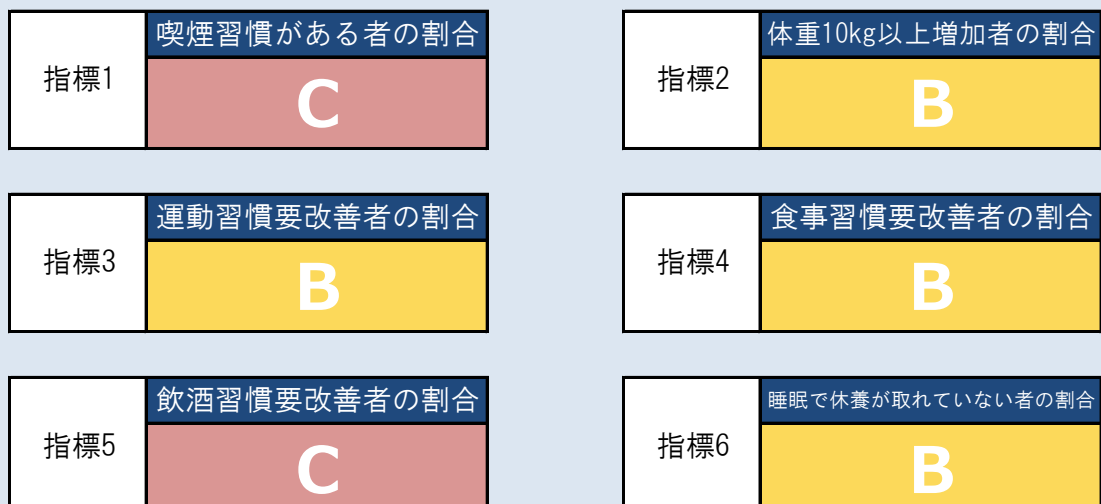 指標1
喫煙習慣がある者の割合
C
指標2
体重10kg以上増加者の割合
B
指標3
運動習慣要改善者の割合
B
指標4
食事習慣要改善者の割合
B
指標5
飲酒習慣要改善者の割合
C
指標6
睡眠で休養が取れていない者の割合
B